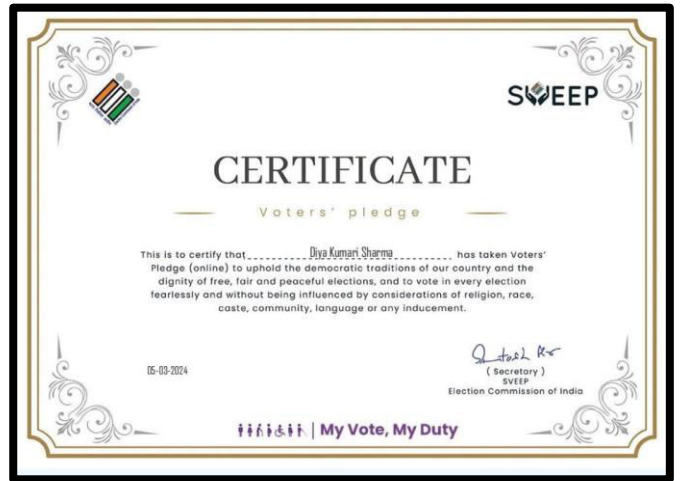 SVEEP
CERTIFICATE
Voters' pledge
This is to certify that Diya Kumari Sharma has taken Voters'
Pledge (online) to uphold the democratic traditions of our country and the
dignity of free, fair and peaceful elections, and to vote in every election
fearlessly and without being influenced by considerations of religion, race,
caste, community, language or any inducement.
05-03-2024
( Secretary )
SVEEP
Election Commission of India
My Vote, My Duty